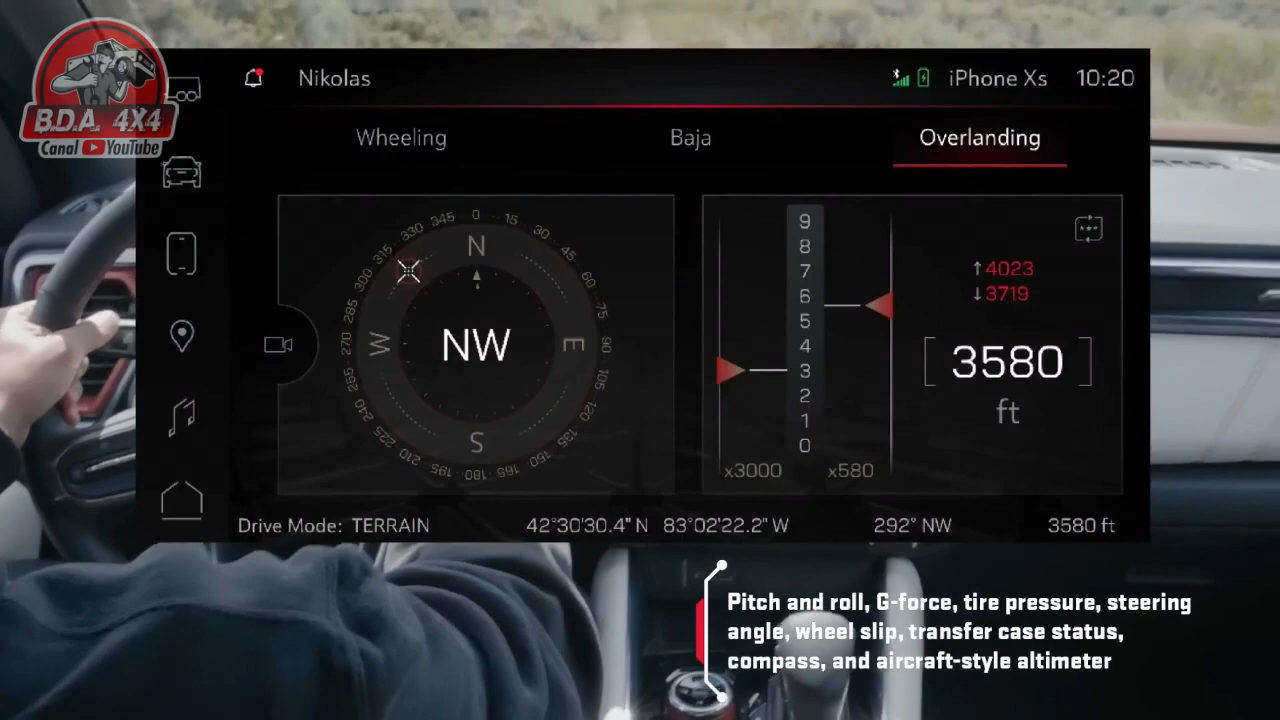 B.D.A. 4X4
Canal YouTube
Nikolas
iPhone Xs 10:20
Wheeling Baja Overlanding
0 15 30 45 60 75 90 105 120 135 150 165 180 195 210 225 240 255 270 285 300 315 330 345
N
E
S
W
NW
9
8
7
6
5
4
3
2
1
0
x3000 x580
↑4023
↓3719
[3580]
ft
Drive Mode: TERRAIN 42°30'30.4" N 83°02'22.2" W 292° NW 3580 ft
Pitch and roll, G-force, tire pressure, steering
angle, wheel slip, transfer case status,
compass, and aircraft-style altimeter